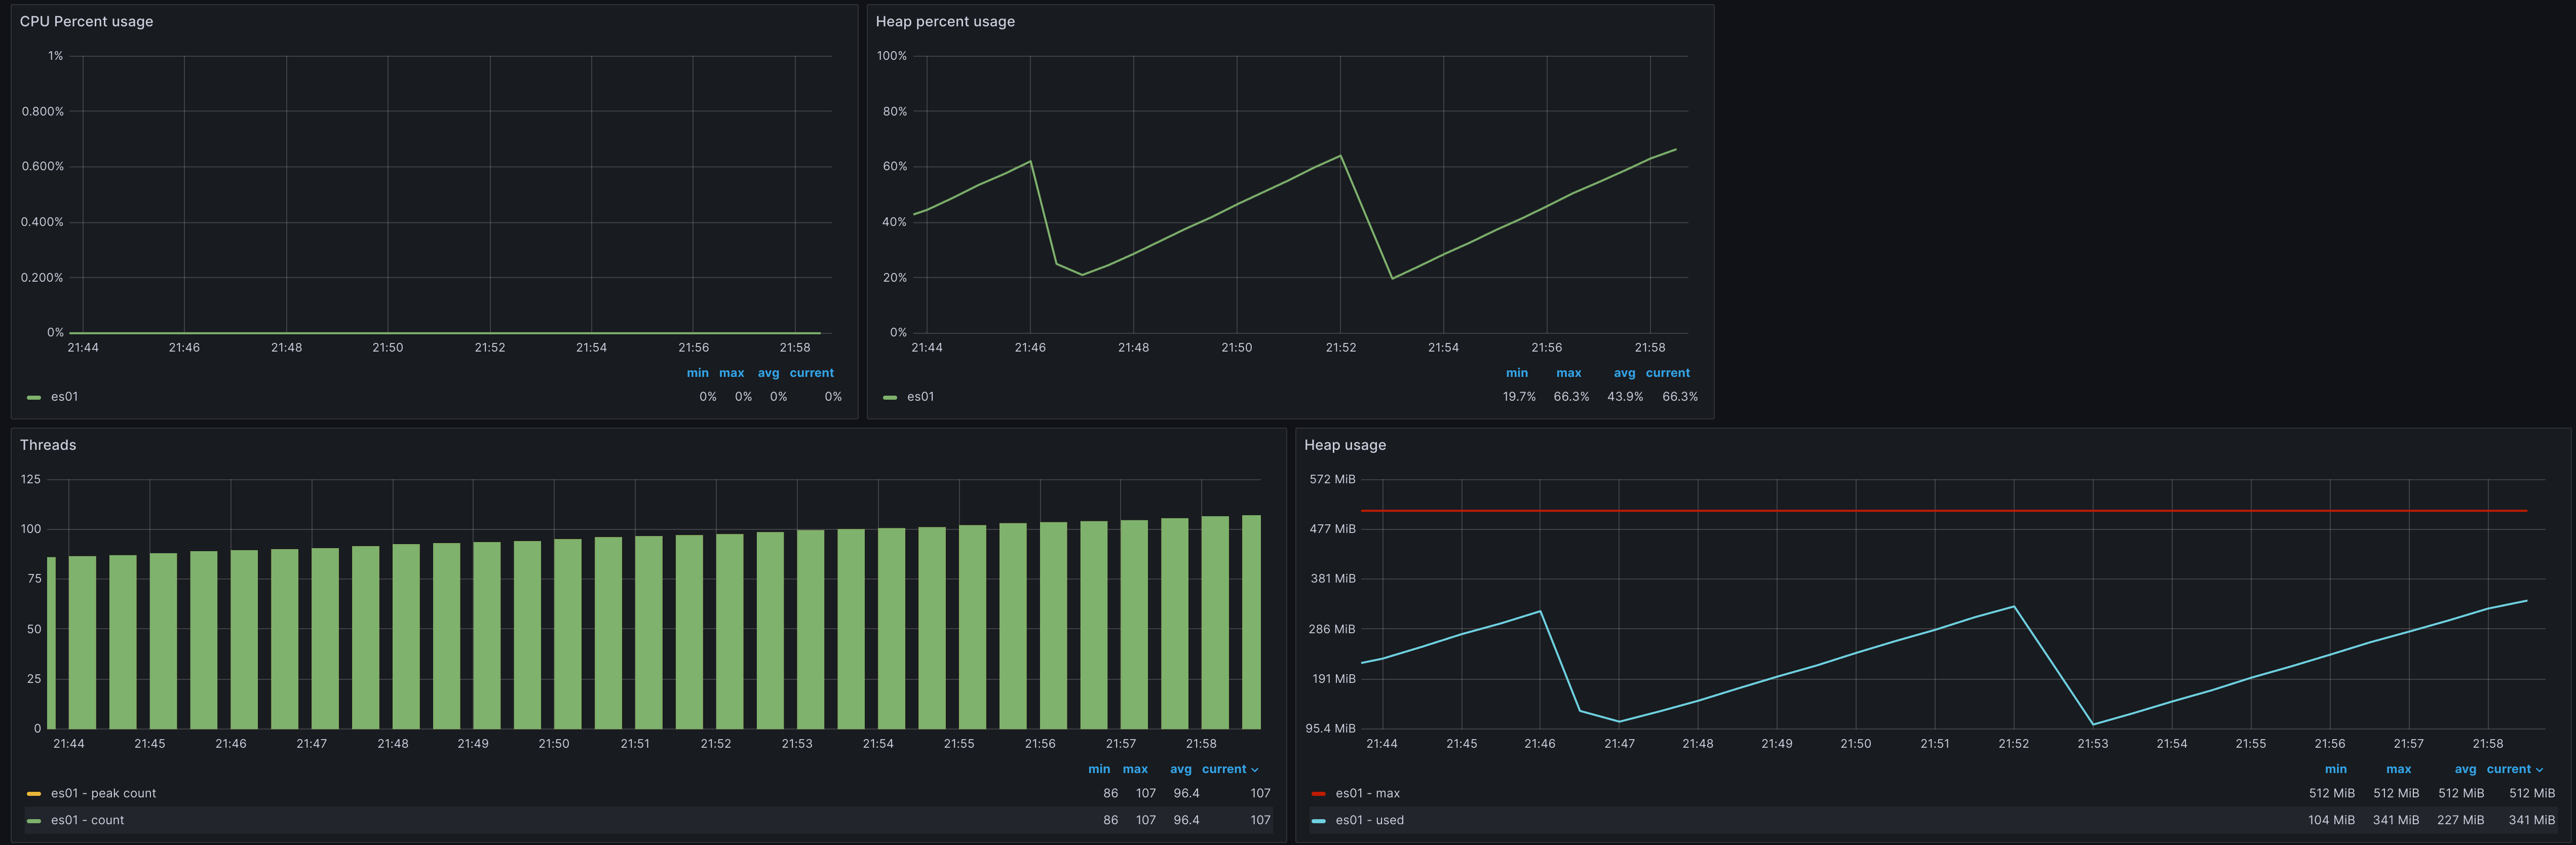 CPU Percent usage
1%
0.800%
0.600%
0.400%
0.200%
0%
21:44 21:46 21:48 21:50 21:52 21:54 21:56 21:58
min max avg current
es01 0% 0% 0% 0%
Heap percent usage
100%
80%
60%
40%
20%
0%
21:44 21:46 21:48 21:50 21:52 21:54 21:56 21:58
min max avg current
es01 19.7% 66.3% 43.9% 66.3%
Threads
125
100
75
50
25
0
21:44 21:45 21:46 21:47 21:48 21:49 21:50 21:51 21:52 21:53 21:54 21:55 21:56 21:57 21:58
min max avg current
es01 - peak count 86 107 96.4 107
es01 - count 86 107 96.4 107
Heap usage
572 MiB
477 MiB
381 MiB
286 MiB
191 MiB
95.4 MiB
21:44 21:45 21:46 21:47 21:48 21:49 21:50 21:51 21:52 21:53 21:54 21:55 21:56 21:57 21:58
min max avg current
es01 - max 512 MiB 512 MiB 512 MiB 512 MiB
es01 - used 104 MiB 341 MiB 227 MiB 341 MiB